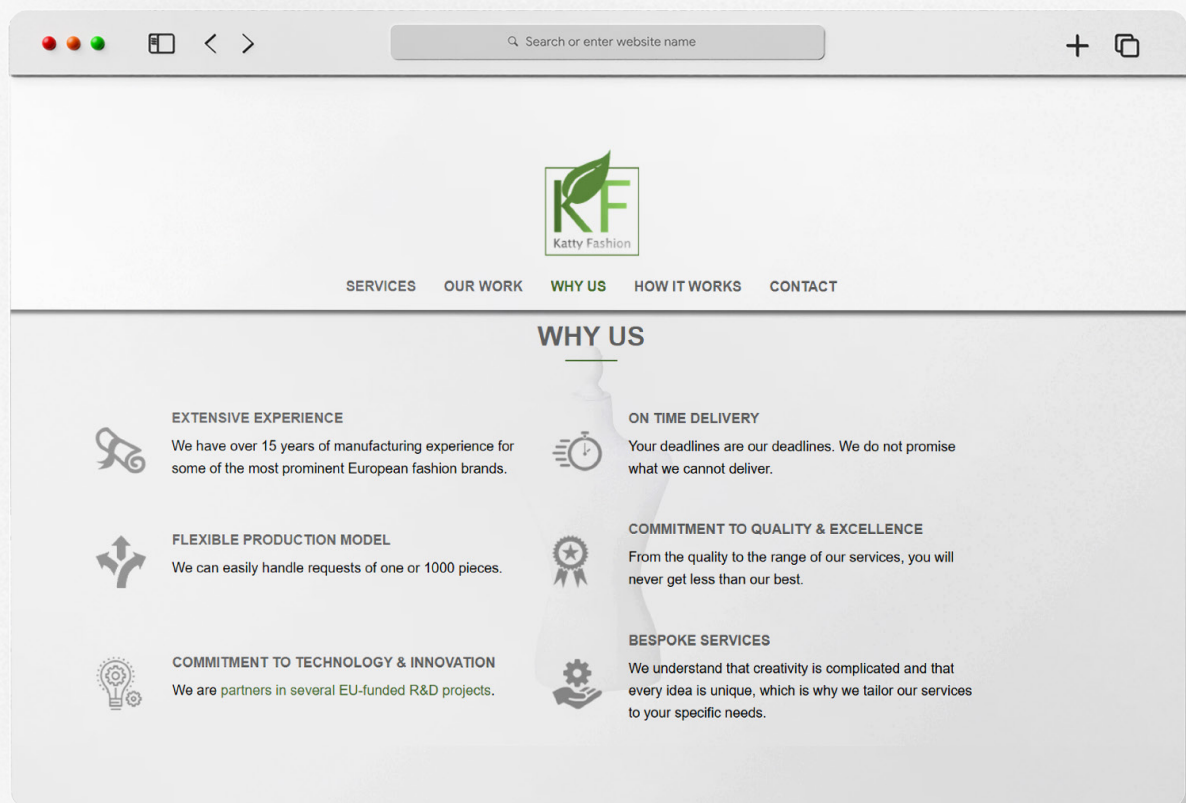 Search or enter website name
KF
Katty Fashion
SERVICES OUR WORK WHY US HOW IT WORKS CONTACT
WHY US
EXTENSIVE EXPERIENCE
We have over 15 years of manufacturing experience for
some of the most prominent European fashion brands.
ON TIME DELIVERY
Your deadlines are our deadlines. We do not promise
what we cannot deliver.
FLEXIBLE PRODUCTION MODEL
We can easily handle requests of one or 1000 pieces.
COMMITMENT TO QUALITY & EXCELLENCE
From the quality to the range of our services, you will
never get less than our best.
COMMITMENT TO TECHNOLOGY & INNOVATION
We are partners in several EU-funded R&D projects.
BESPOKE SERVICES
We understand that creativity is complicated and that
every idea is unique, which is why we tailor our services
to your specific needs.